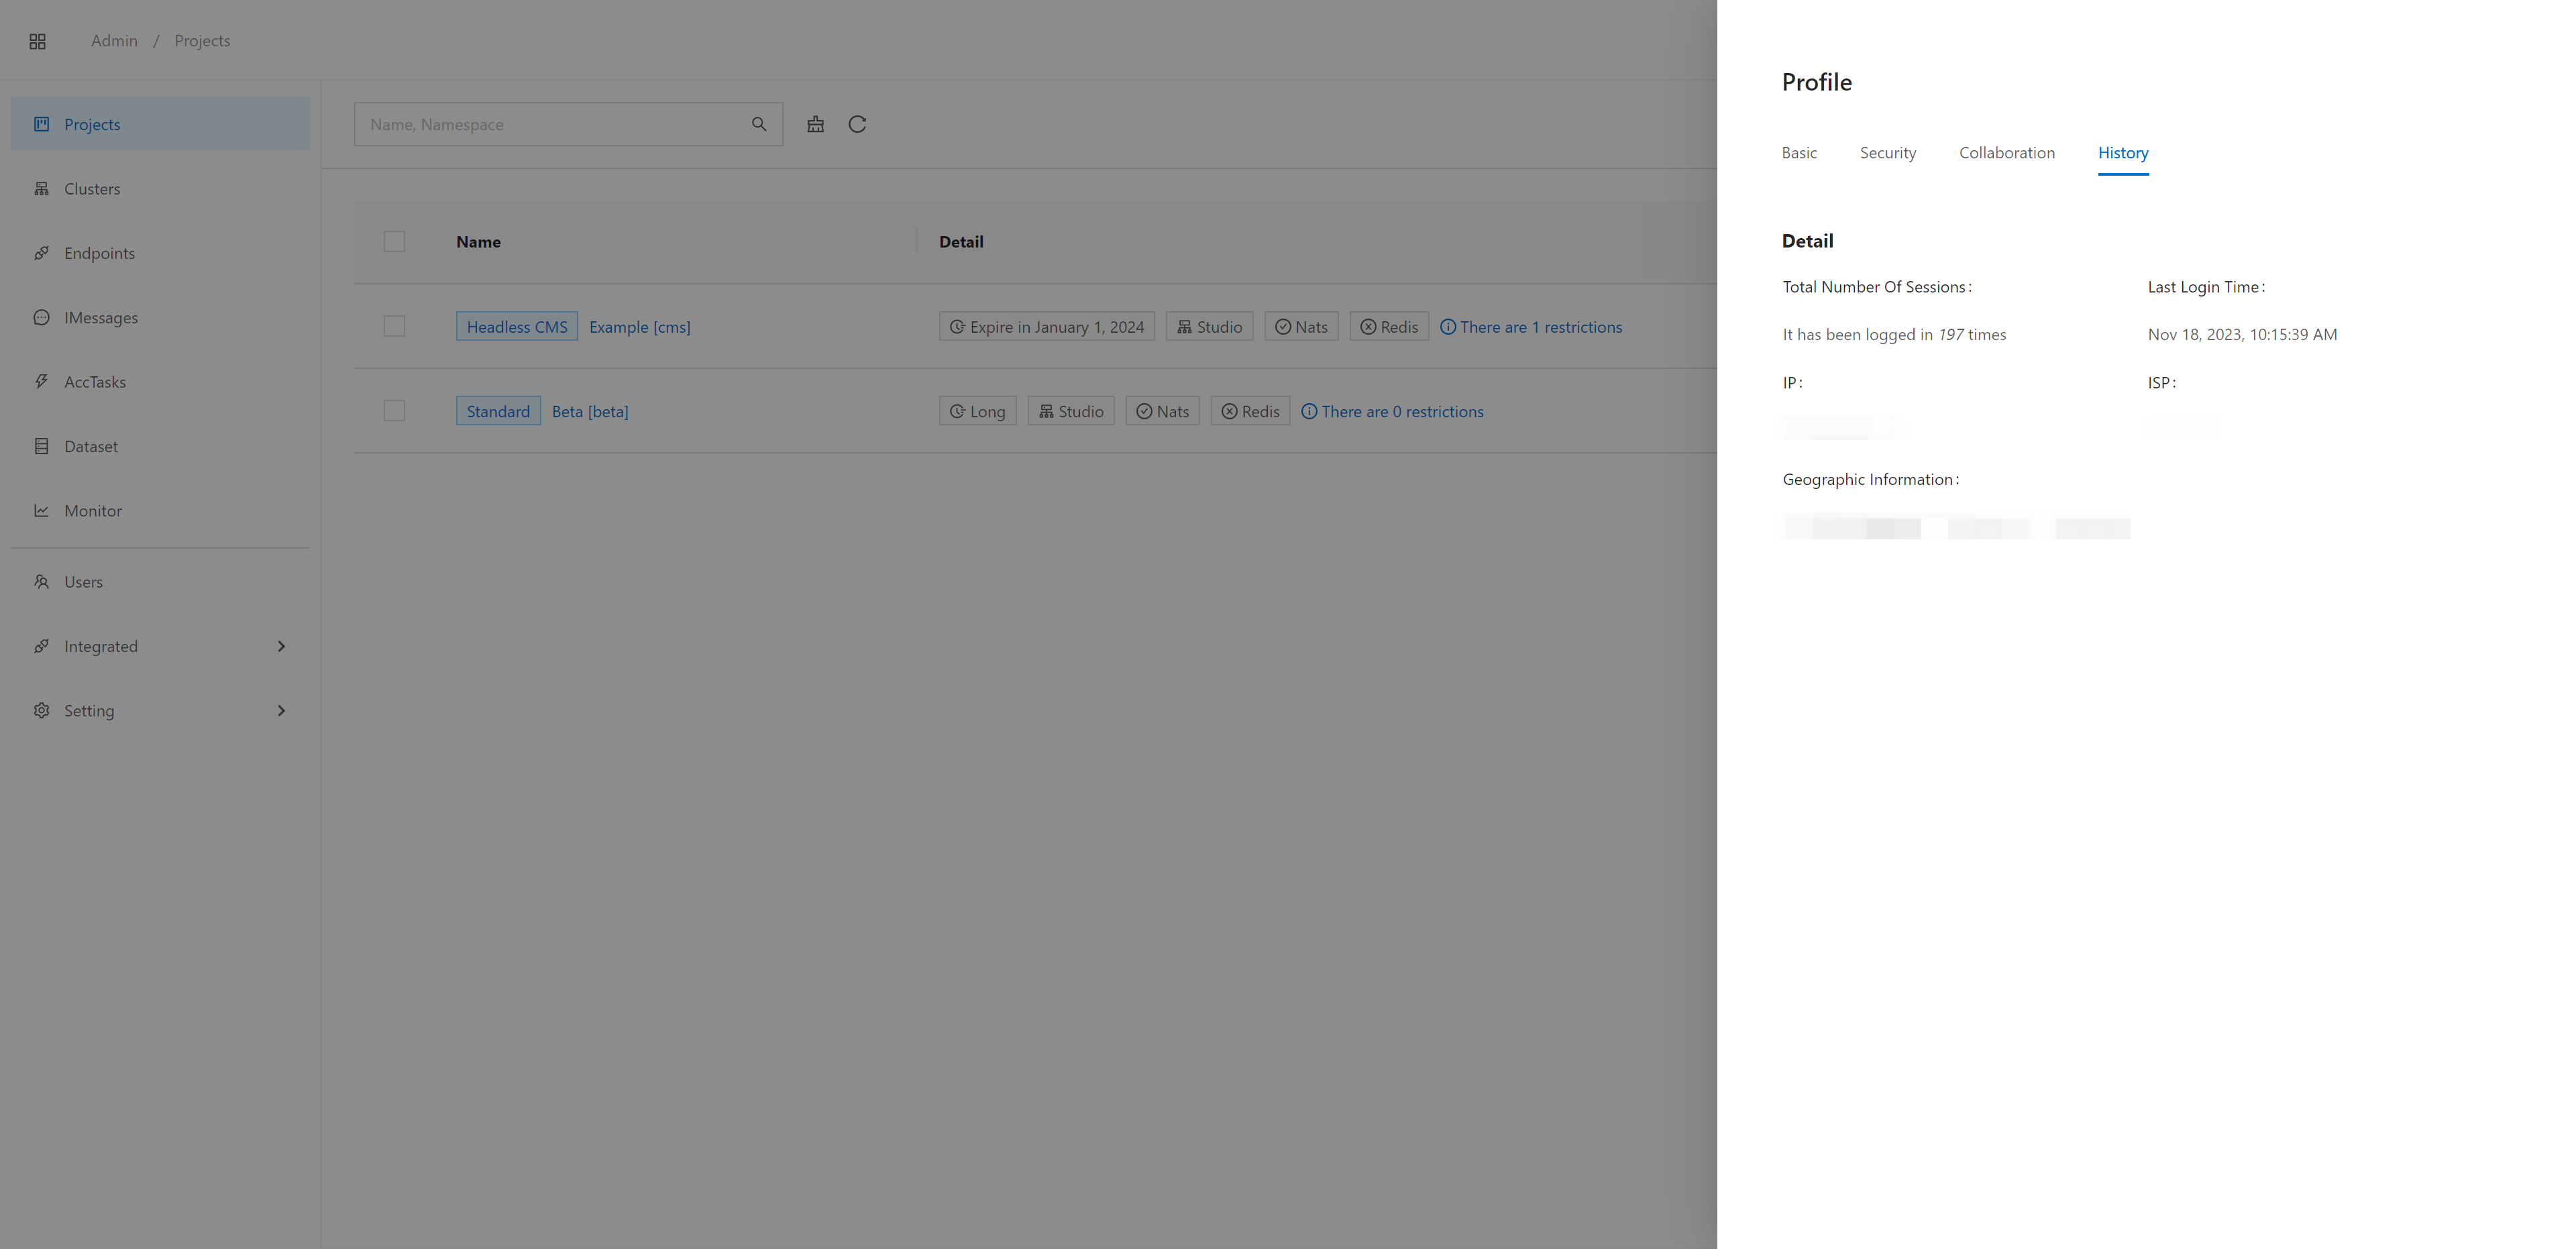 Admin / Projects
Projects
Clusters
Endpoints
IMessages
AccTasks
Dataset
Monitor
Users
Integrated
Setting
Name, Namespace
Name Detail
Headless CMS Example [cms] Expire in January 1, 2024 Studio Nats Redis There are 1 restrictions
Standard Beta [beta] Long Studio Nats Redis There are 0 restrictions
Profile
Basic Security Collaboration History
Detail
Total Number Of Sessions: Last Login Time:
It has been logged in 197 times Nov 18, 2023, 10:15:39 AM
IP: ISP:
Geographic Information: